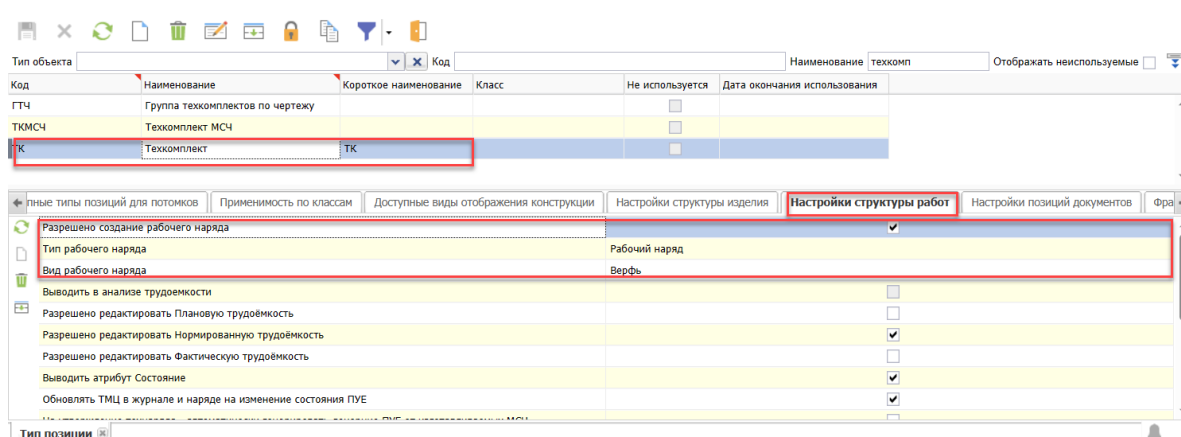 Тип объекта Код Наименование техкомп Отображать неиспользуемые
Код Наименование Короткое наименование Класс Не используется Дата окончания использования
ГТЧ Группа техкомплектов по чертежу
ТКМСЧ Техкомплект МСЧ
ТК Техкомплект ТК
пные типы позиций для потомков Применимость по классам Доступные виды отображения конструкции Настройки структуры изделия Настройки структуры работ Настройки позиций документов Фра
Разрешено создание рабочего наряда
Тип рабочего наряда Рабочий наряд
Вид рабочего наряда Верфь
Выводить в анализе трудоемкости
Разрешено редактировать Плановую трудоёмкость
Разрешено редактировать Нормированную трудоёмкость
Разрешено редактировать Фактическую трудоёмкость
Выводить атрибут Состояние
Обновлять ТМЦ в журнале и наряде на изменение состояния ПУЕ
Тип позиции